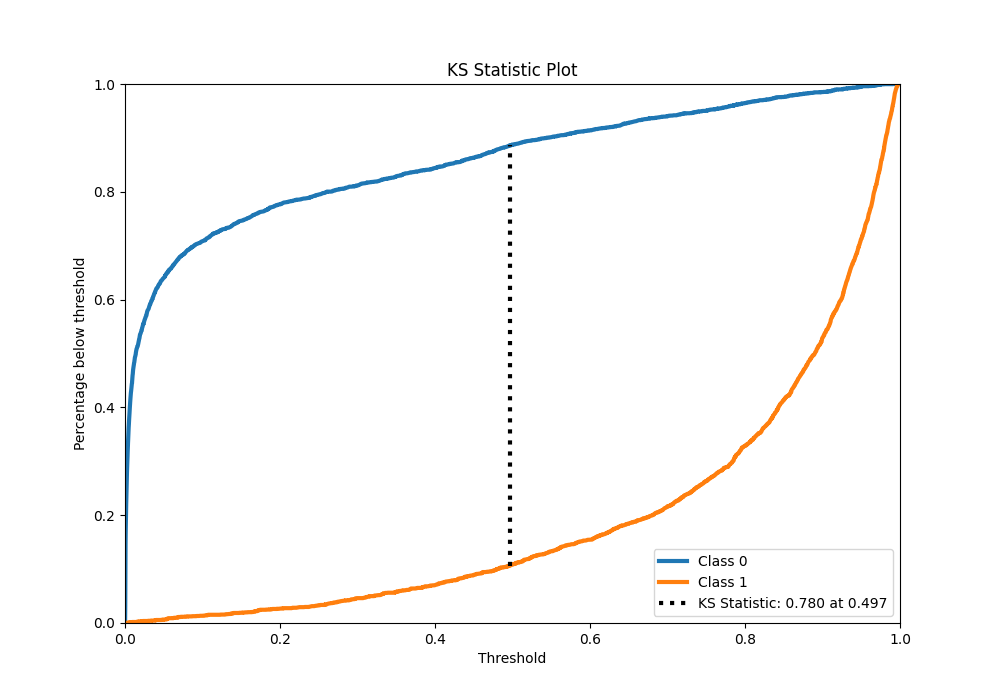 KS Statistic Plot
1.0
0.8
0.6
0.4
0.2
0.0
Percentage below threshold
0.0 0.2 0.4 0.6 0.8 1.0
Threshold
Class 0
Class 1
KS Statistic: 0.780 at 0.497